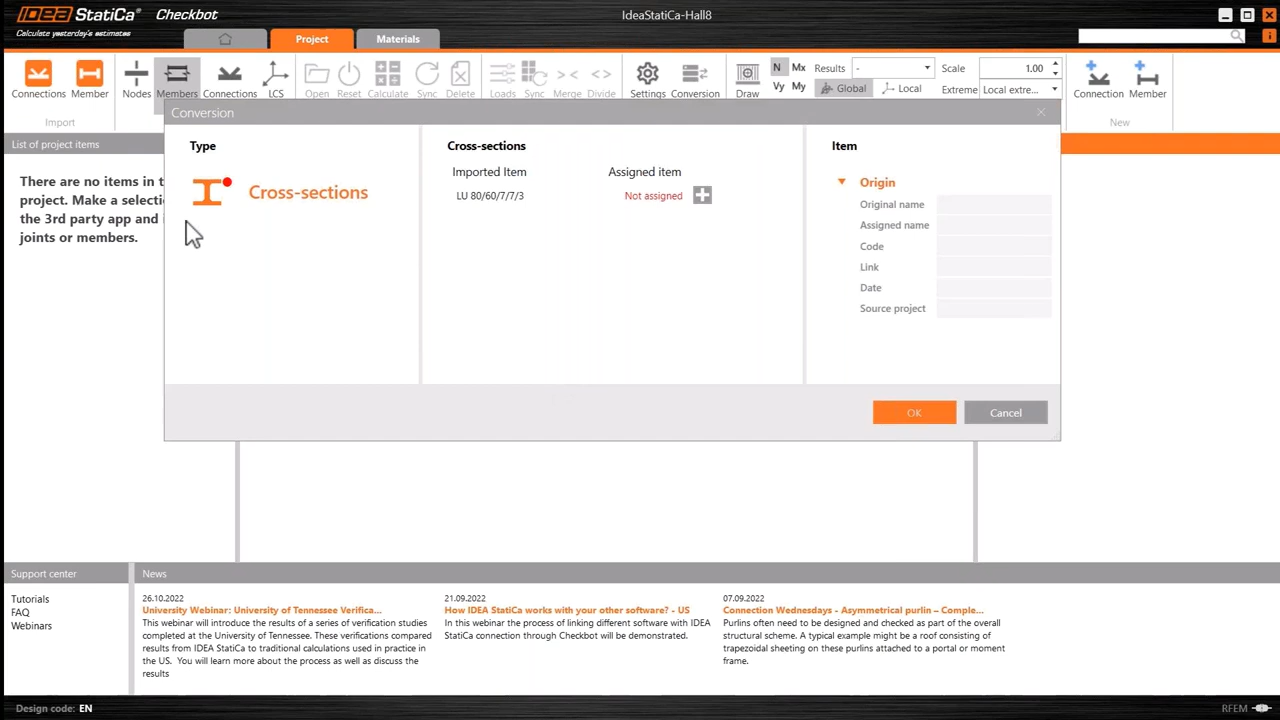 IDEA StatiCa® Checkbot
Calculate yesterday's estimates
IdeaStatiCa-Hall8
Project
Materials
Connections
Member
Nodes
Members
Connections
LCS
Open
Reset
Calculate
Sync
Delete
Loads
Sync
Merge
Divide
Settings
Conversion
Draw
N
Mx
Vy
My
Results
-
Global
Local
Scale
1.00
Extreme
Local extre...
Connection
Member
Import
New
List of project items
There are no items in t
project. Make a selecti
the 3rd party app and i
joints or members.
Conversion
Type
Cross-sections
Cross-sections
Imported Item
Assigned item
LU 80/60/7/7/3
Not assigned
Item
Origin
Original name
Assigned name
Code
Link
Date
Source project
OK
Cancel
Support center
Tutorials
FAQ
Webinars
News
26.10.2022
University Webinar: University of Tennessee Verifica...
This webinar will introduce the results of a series of verification studies
completed at the University of Tennessee. These verifications compared
results from IDEA StatiCa to traditional calculations used in practice in
the US. You will learn more about the process as well as discuss the
results
21.09.2022
How IDEA StatiCa works with your other software? - US
In this webinar the process of linking different software with IDEA
StatiCa connection through Checkbot will be demonstrated.
07.09.2022
Connection Wednesdays - Asymmetrical purlin – Comple...
Purlins often need to be designed and checked as part of the overall
structural scheme. A typical example might be a roof consisting of
trapezoidal sheeting on these purlins attached to a portal or moment
frame.
Design code: EN
RFEM